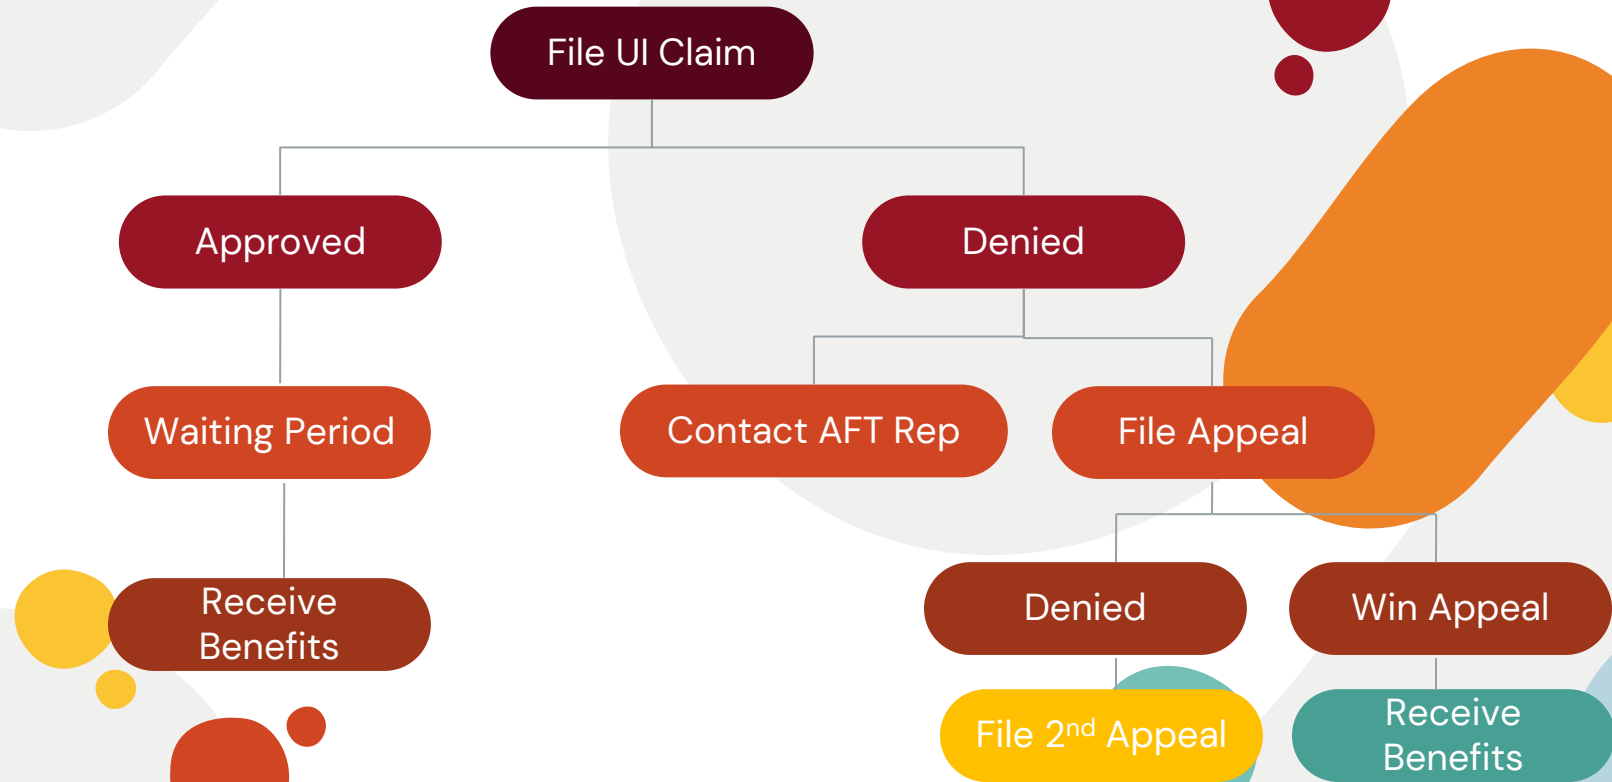 File UI Claim
Approved
Denied
Waiting Period
Contact AFT Rep
File Appeal
Receive
Benefits
Denied
Win Appeal
File 2nd Appeal
Receive
Benefits